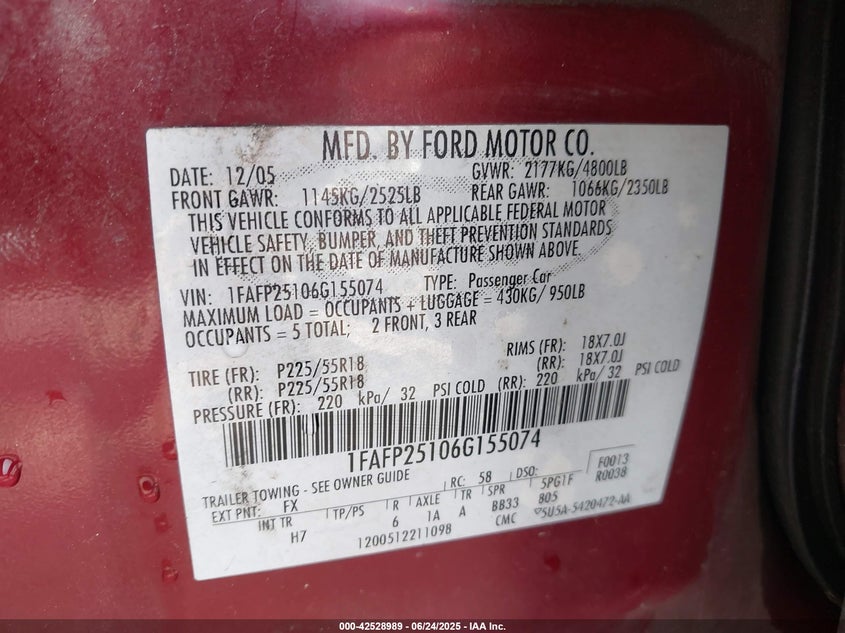 MFD. BY FORD MOTOR CO.
DATE: 12/05 GVWR: 2177KG/4800LB
FRONT GAWR: 1145KG/2525LB REAR GAWR: 1066KG/2350LB
THIS VEHICLE CONFORMS TO ALL APPLICABLE FEDERAL MOTOR
VEHICLE SAFETY, BUMPER, AND THEFT PREVENTION STANDARDS
IN EFFECT ON THE DATE OF MANUFACTURE SHOWN ABOVE.
VIN: 1FAFP25106G155074 TYPE: Passenger Car
MAXIMUM LOAD = OCCUPANTS + LUGGAGE = 430KG/ 950LB
OCCUPANTS = 5 TOTAL; 2 FRONT, 3 REAR
TIRE (FR): P225/55R18 RIMS (FR): 18X7.0J
(RR): P225/55R18 (RR): 18X7.0J
PRESSURE (FR): 220 kPa/ 32 PSI COLD (RR): 220 kPa/ 32 PSI COLD
1FAFP25106G155074
TRAILER TOWING - SEE OWNER GUIDE RC: 58 DSO: F0013
EXT PNT: FX R0038
INT TR TP/PS R AXLE TR SPR 5PG1F
H7 6 1A A BB33 805
1200512211098 CMC 5U5A-5420472-AA
000-42528989 - 06/24/2025 - IAA Inc.